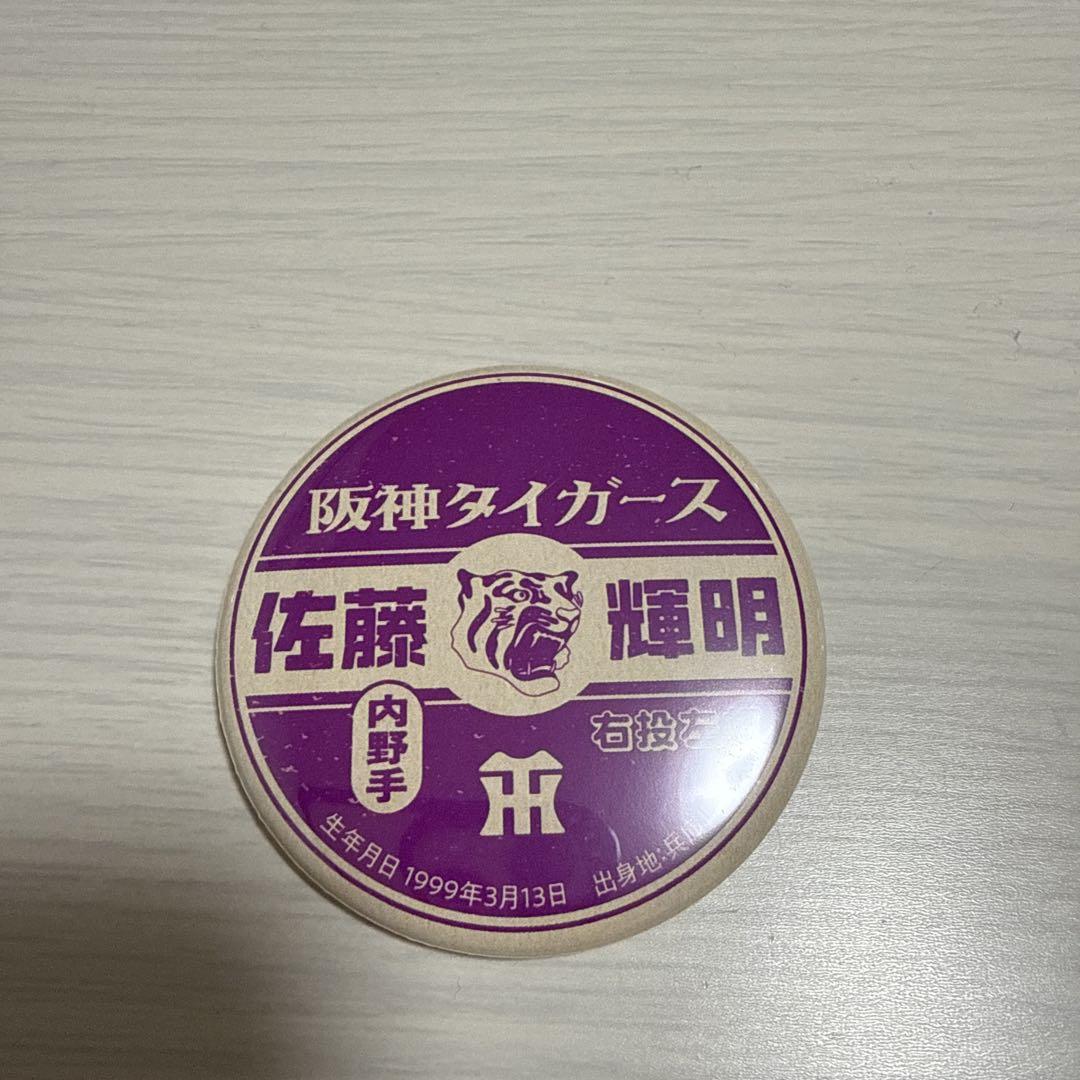 阪神タイガース
佐藤 輝明
内野手
右投左
生年月日 1999年3月13日
出身地:兵